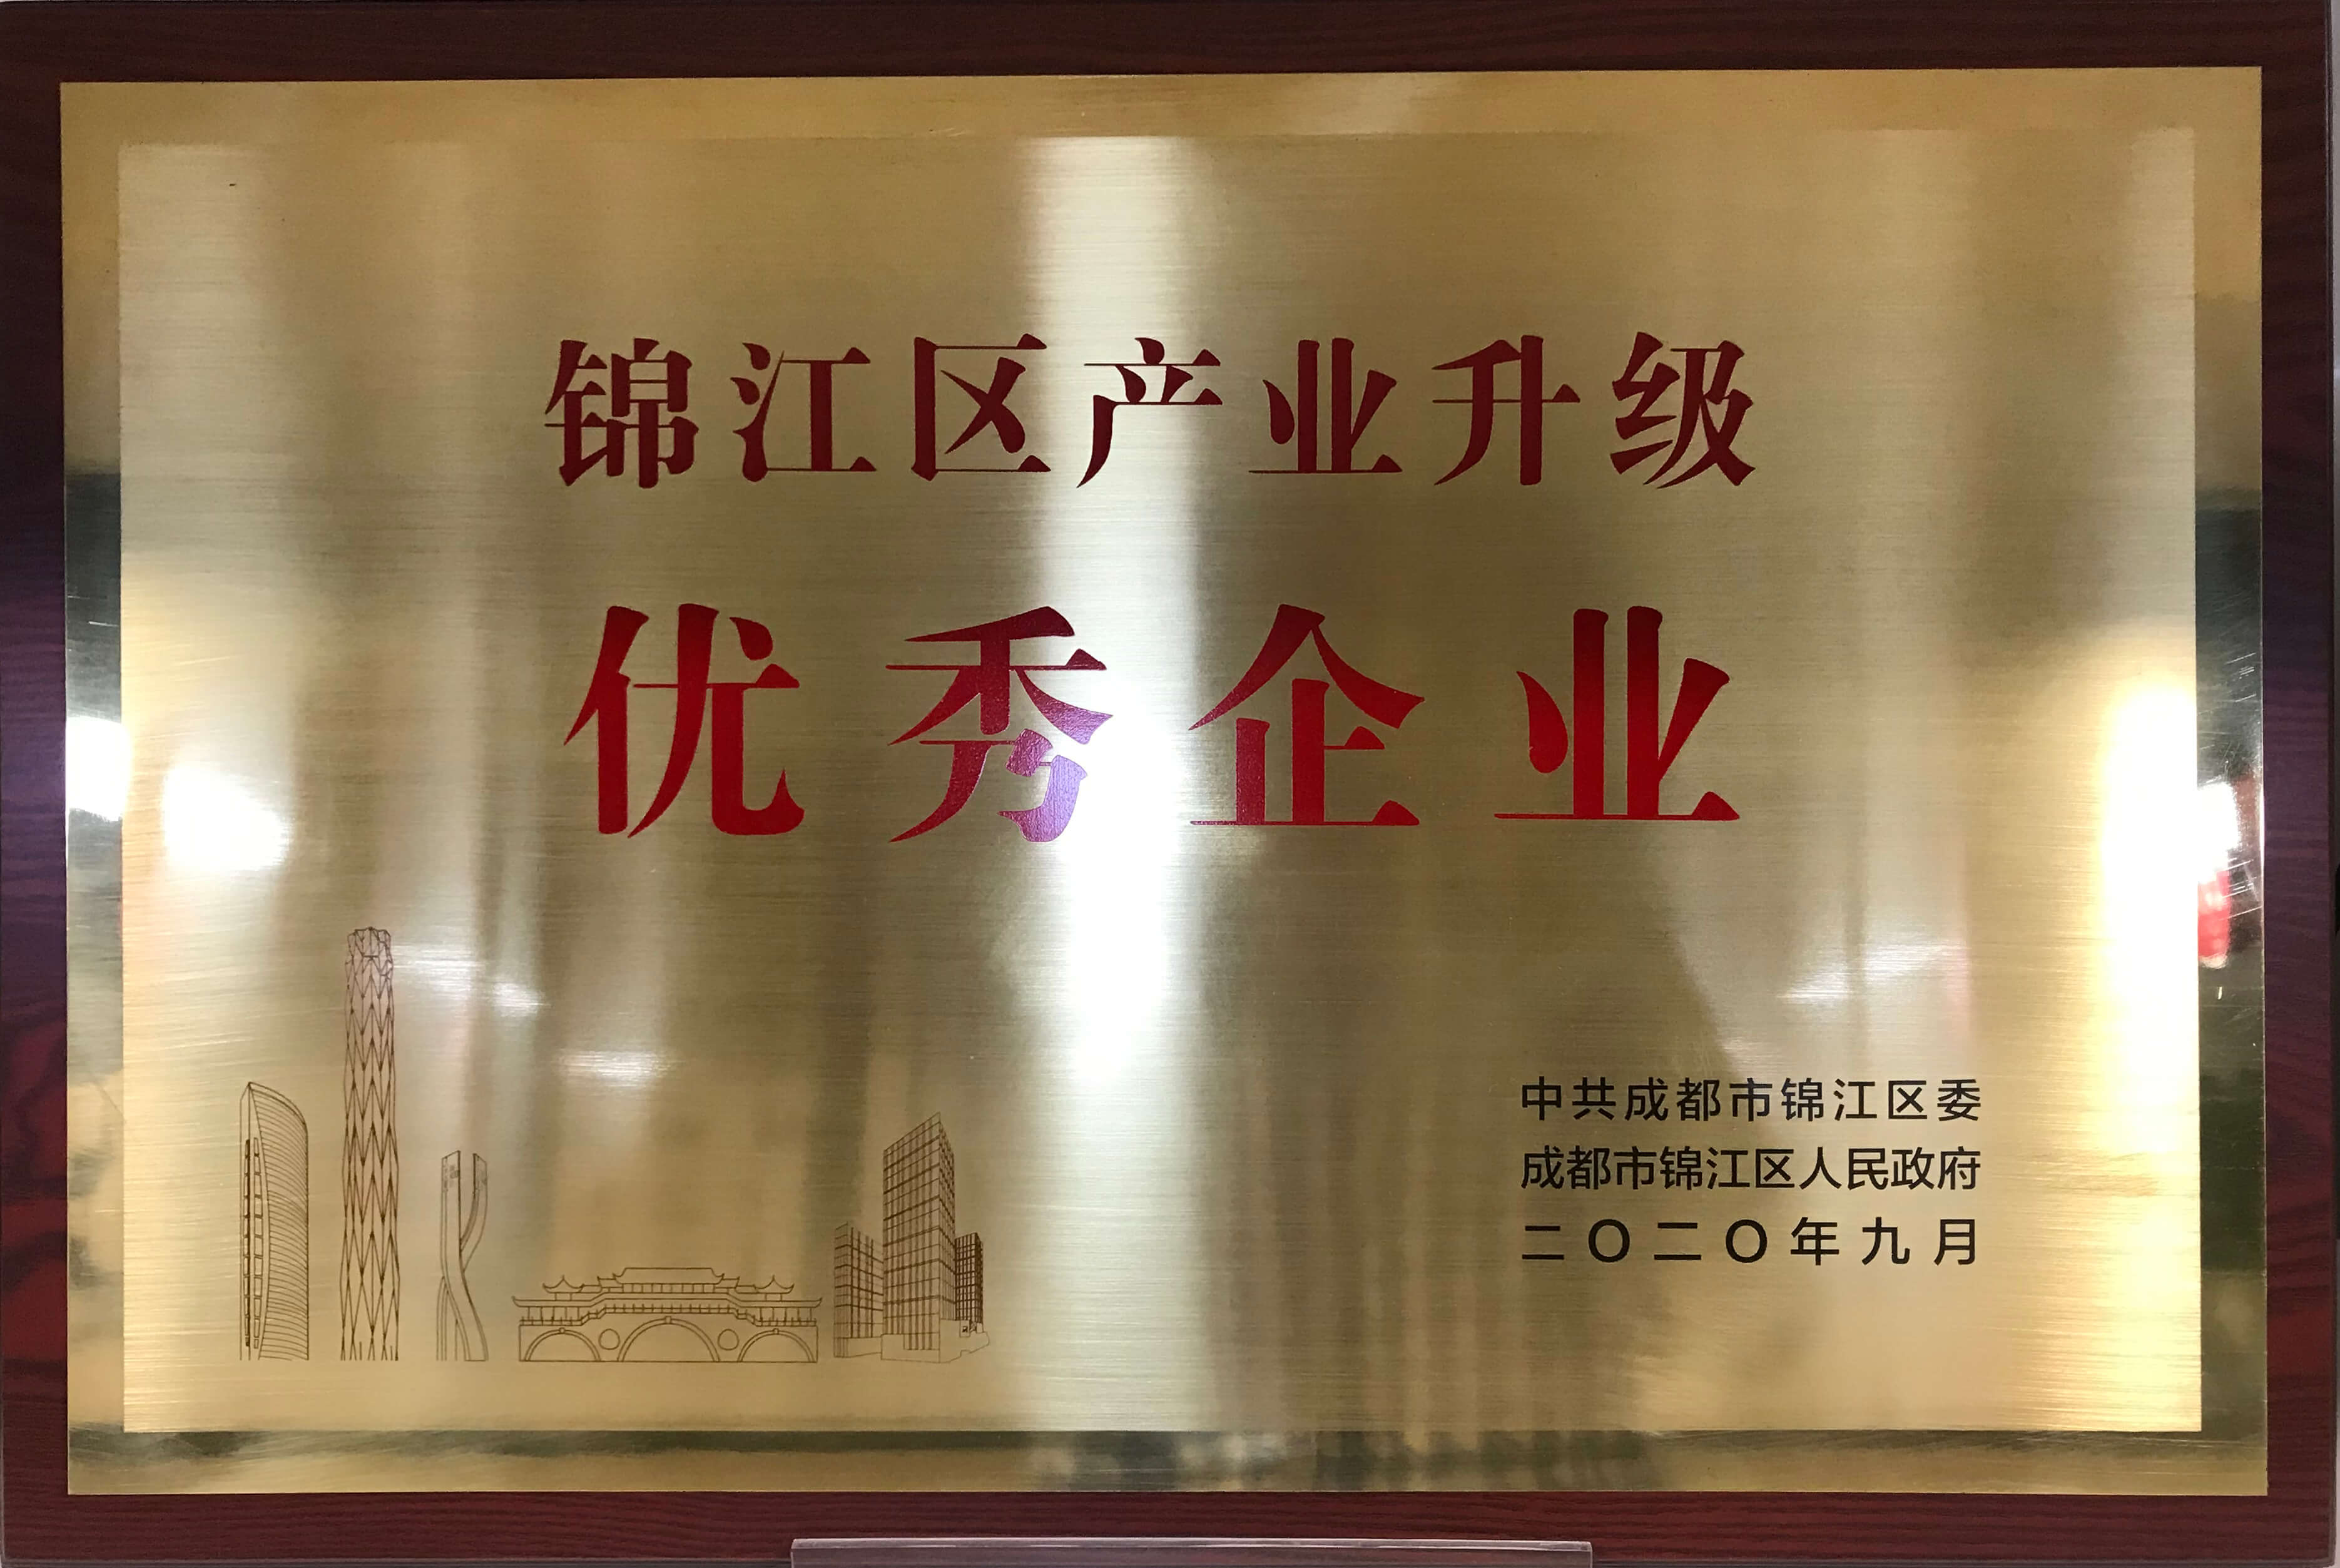 锦江区产业升级
优秀企业
中共成都市锦江区委
成都市锦江区人民政府
二〇二〇年九月